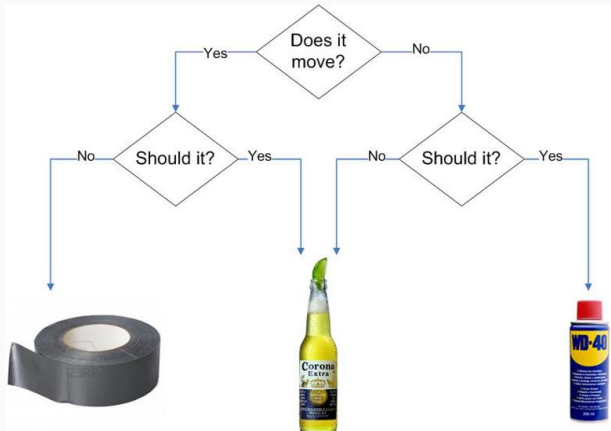 Does it
move?
Yes
No
No
Should it?
Yes
No
Should it?
Yes
Corona
Extra
WD-40